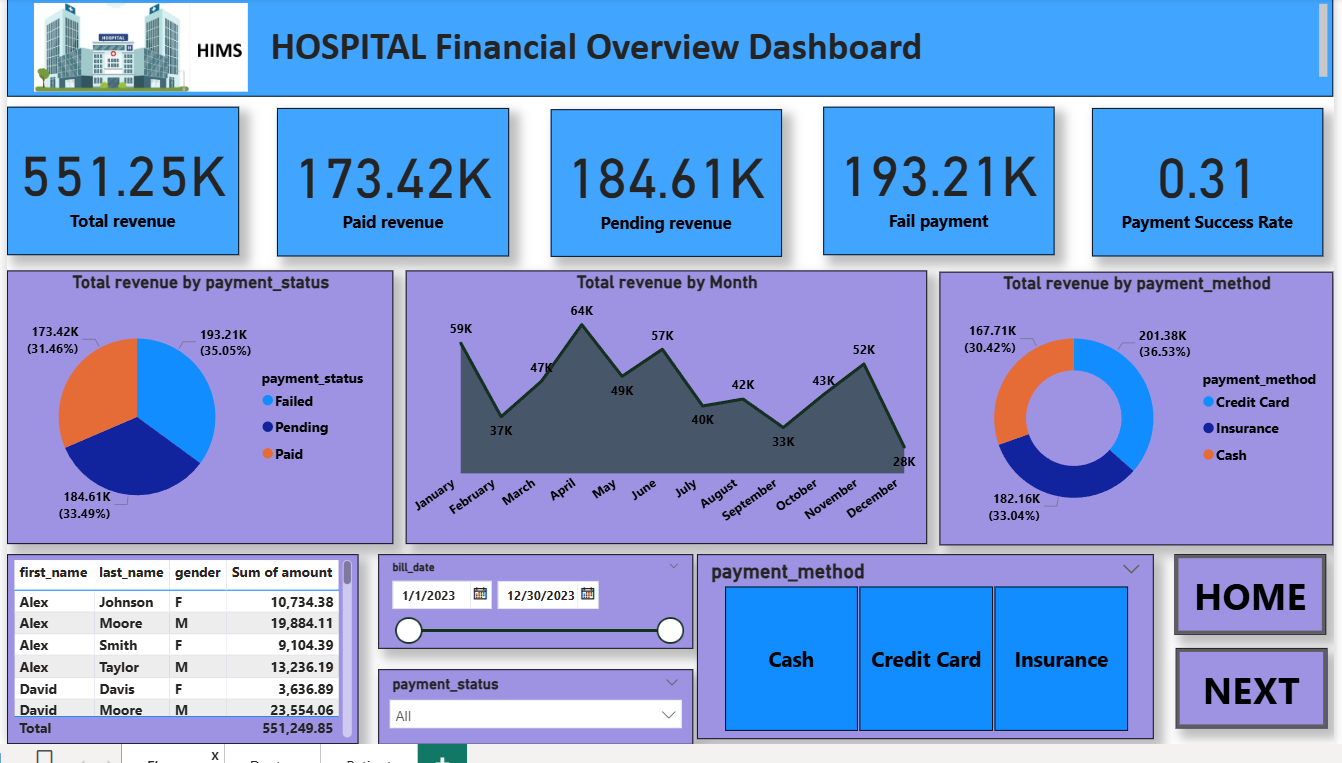 HOSPITAL
HIMS
HOSPITAL Financial Overview Dashboard
551.25K
Total revenue
173.42K
Paid revenue
184.61K
Pending revenue
193.21K
Fail payment
0.31
Payment Success Rate
Total revenue by payment_status
173.42K
(31.46%)
193.21K
(35.05%)
184.61K
(33.49%)
payment_status
Failed
Pending
Paid
Total revenue by Month
59K
37K
47K
64K
49K
57K
40K
42K
33K
43K
52K
28K
January
February
March
April
May
June
July
August
September
October
November
December
Total revenue by payment_method
167.71K
(30.42%)
201.38K
(36.53%)
182.16K
(33.04%)
payment_method
Credit Card
Insurance
Cash
first_name last_name gender Sum of amount
Alex Johnson F 10,734.38
Alex Moore M 19,884.11
Alex Smith F 9,104.39
Alex Taylor M 13,236.19
David Davis F 3,636.89
David Moore M 23,554.06
Total 551,249.85
bill_date
1/1/2023 12/30/2023
payment_status
All
payment_method
Cash Credit Card Insurance
HOME
NEXT
x